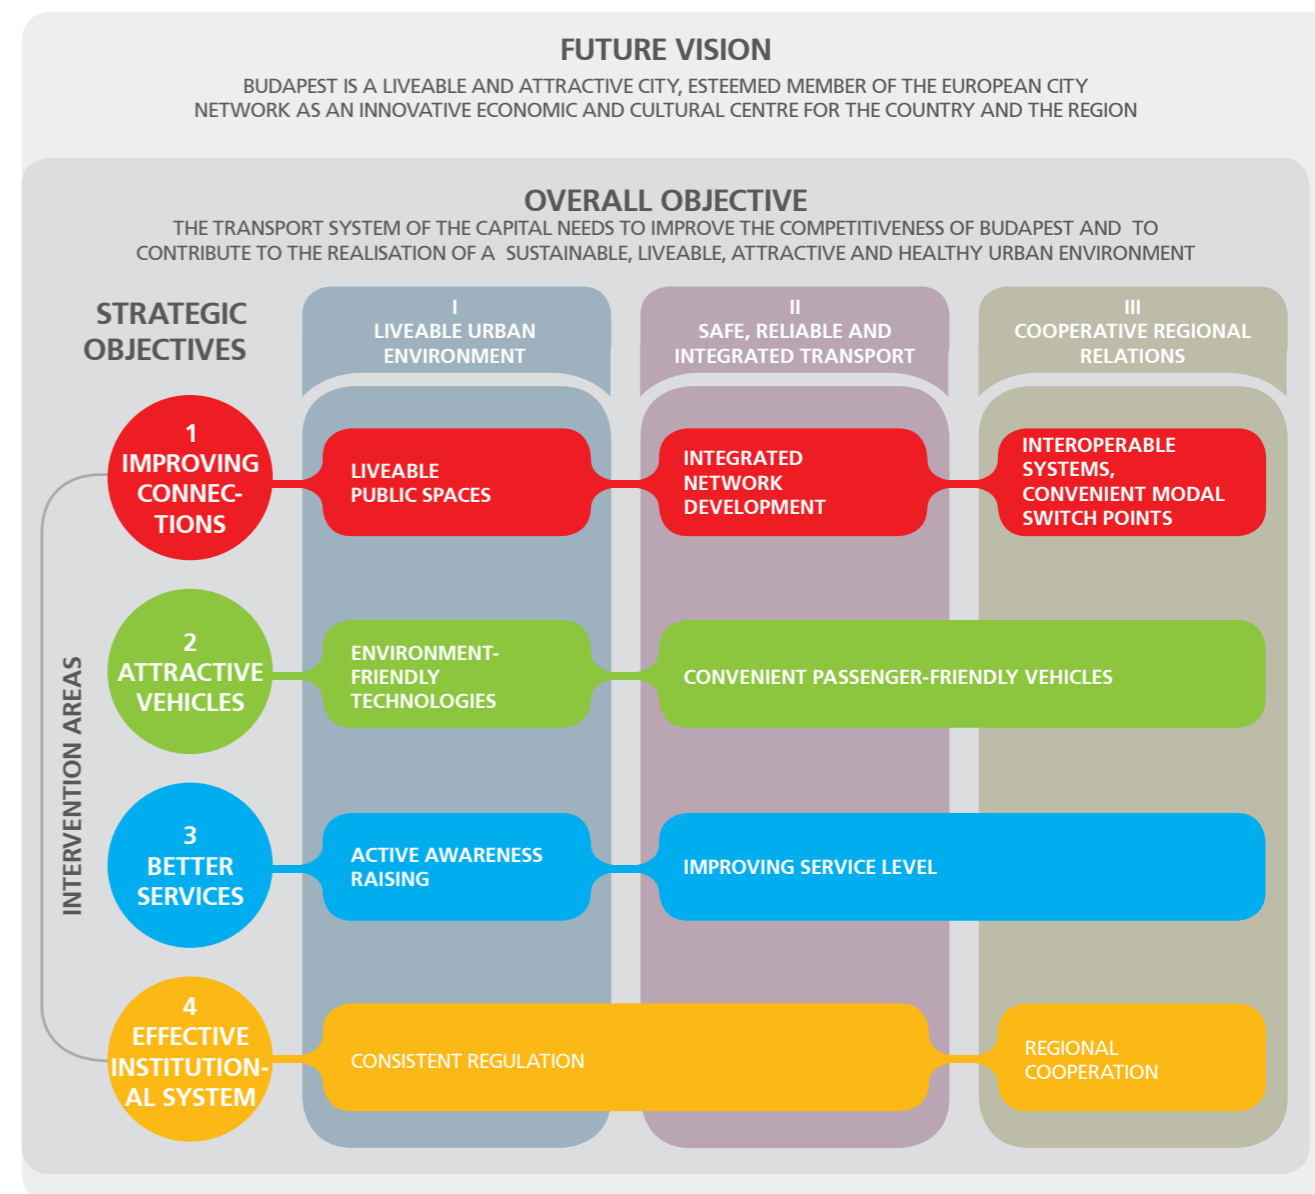 FUTURE VISION
BUDAPEST IS A LIVEABLE AND ATTRACTIVE CITY, ESTEEMED MEMBER OF THE EUROPEAN CITY
NETWORK AS AN INNOVATIVE ECONOMIC AND CULTURAL CENTRE FOR THE COUNTRY AND THE REGION
OVERALL OBJECTIVE
THE TRANSPORT SYSTEM OF THE CAPITAL NEEDS TO IMPROVE THE COMPETITIVENESS OF BUDAPEST AND TO
CONTRIBUTE TO THE REALISATION OF A SUSTAINABLE, LIVEABLE, ATTRACTIVE AND HEALTHY URBAN ENVIRONMENT
STRATEGIC
OBJECTIVES
I
LIVEABLE URBAN
ENVIRONMENT
II
SAFE, RELIABLE AND
INTEGRATED TRANSPORT
III
COOPERATIVE REGIONAL
RELATIONS
INTERVENTION AREAS
1
IMPROVING
CONNEC-
TIONS
LIVEABLE
PUBLIC SPACES
INTEGRATED
NETWORK
DEVELOPMENT
INTEROPERABLE
SYSTEMS,
CONVENIENT MODAL
SWITCH POINTS
2
ATTRACTIVE
VEHICLES
ENVIRONMENT-
FRIENDLY
TECHNOLOGIES
CONVENIENT PASSENGER-FRIENDLY VEHICLES
3
BETTER
SERVICES
ACTIVE AWARENESS
RAISING
IMPROVING SERVICE LEVEL
4
EFFECTIVE
INSTITUTION-
AL SYSTEM
CONSISTENT REGULATION
REGIONAL
COOPERATION